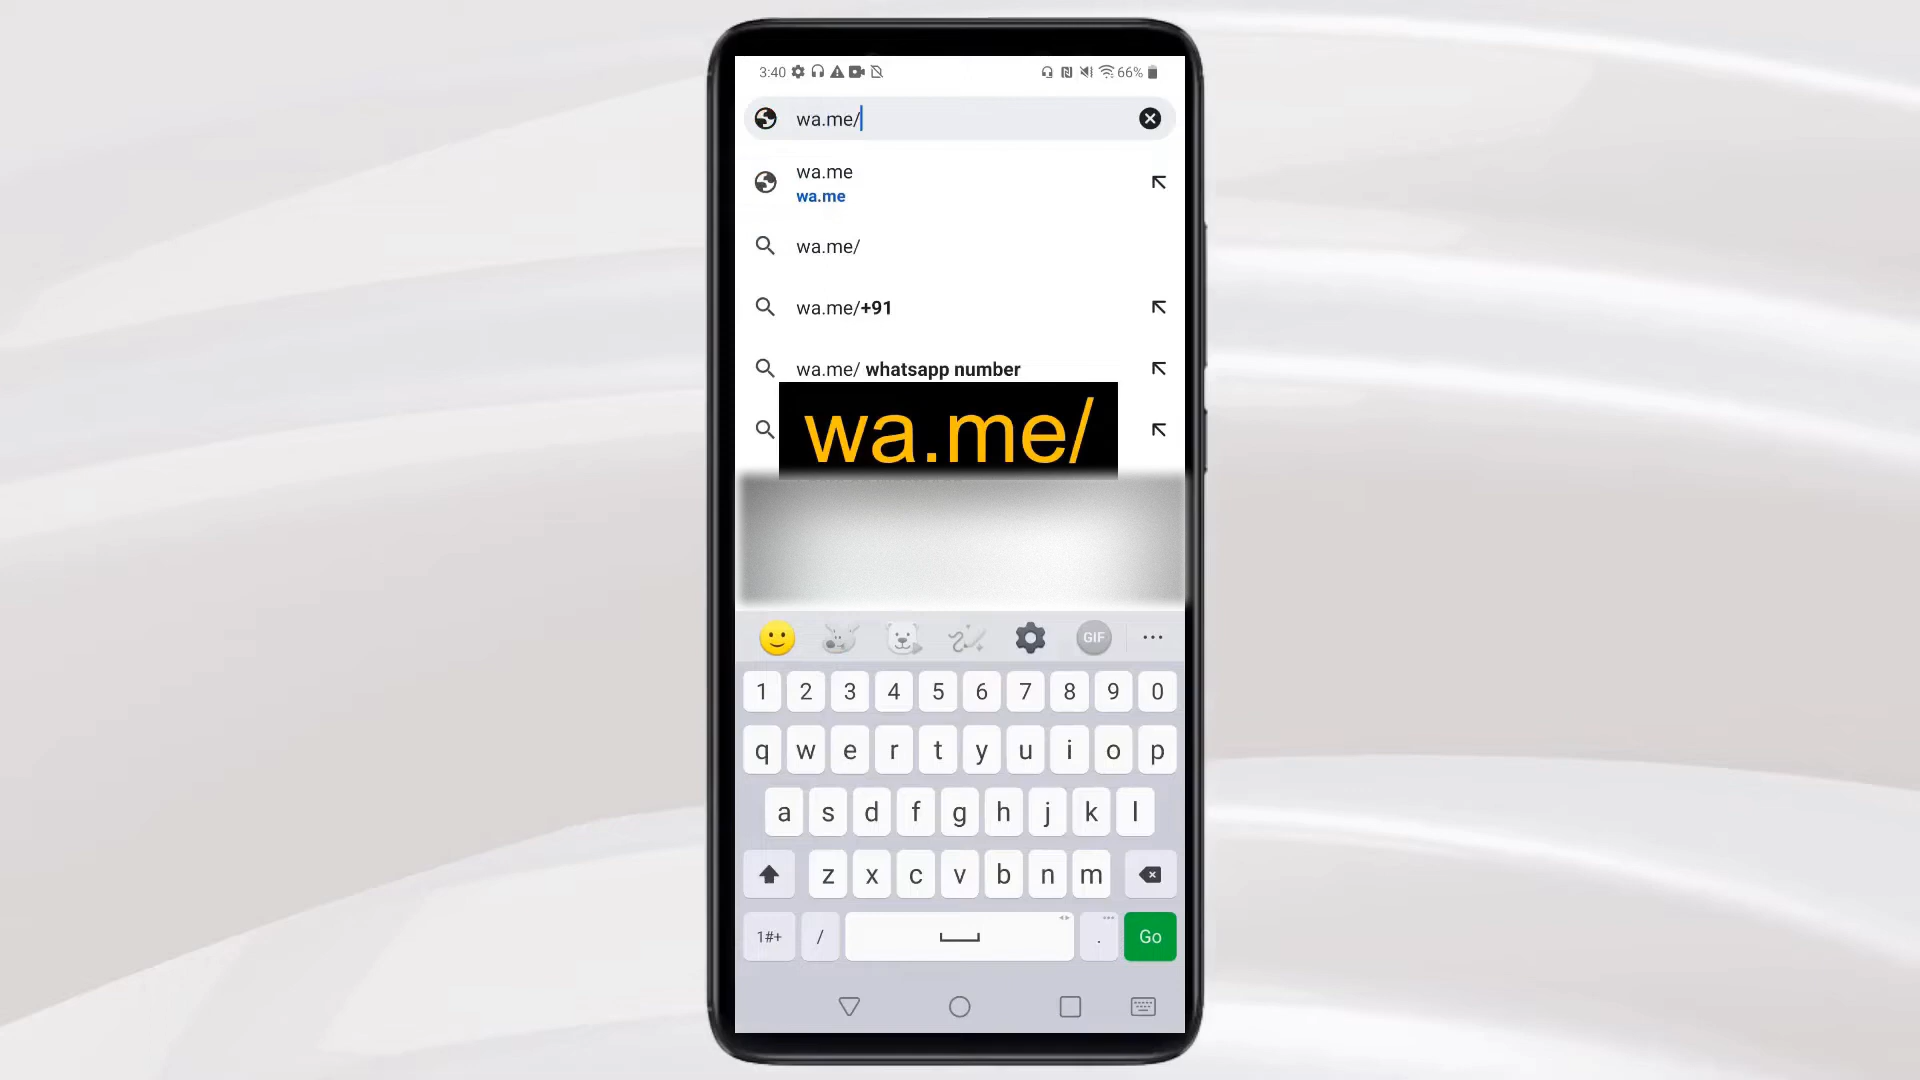 3:40
66%
wa.me/
wa.me
wa.me
wa.me/
wa.me/+91
wa.me/ whatsapp number
wa.me/
GIF
1 2 3 4 5 6 7 8 9 0
q w e r t y u i o p
a s d f g h j k l
z x c v b n m
1#+ / . Go